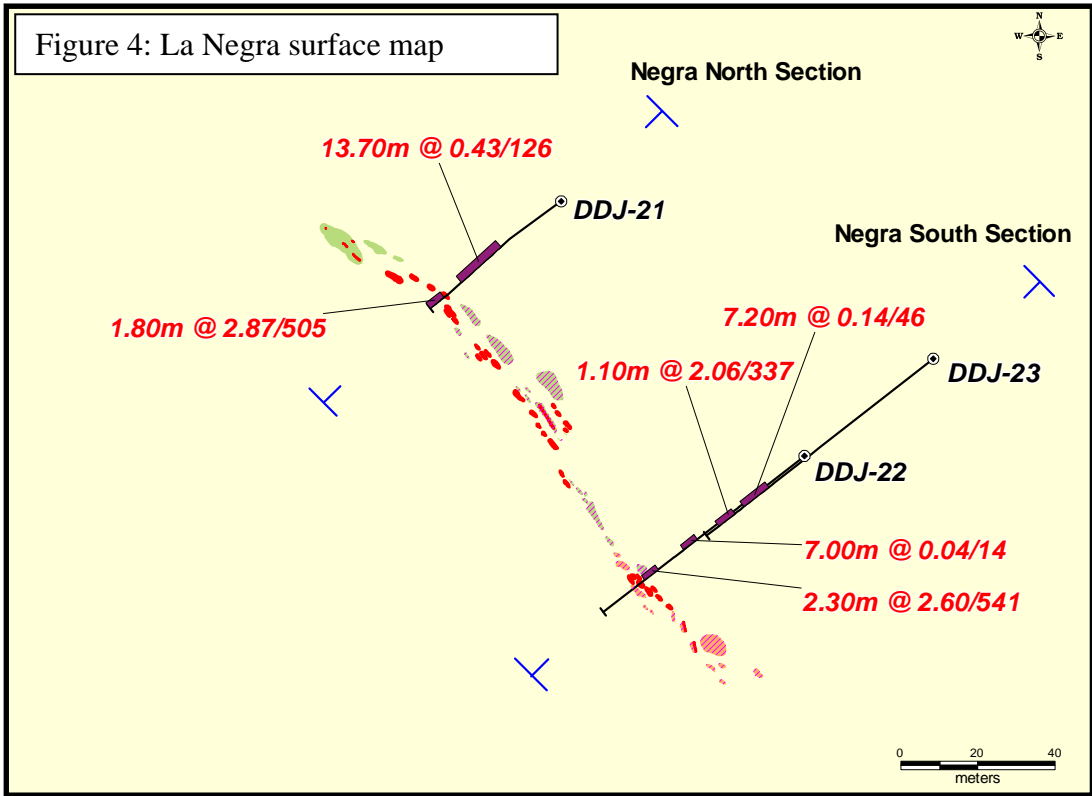 Figure 4: La Negra surface map
N
W E
S
Negra North Section
13.70m @ 0.43/126
DDJ-21
Negra South Section
1.80m @ 2.87/505
7.20m @ 0.14/46
1.10m @ 2.06/337
DDJ-23
DDJ-22
7.00m @ 0.04/14
2.30m @ 2.60/541
0 20 40
meters